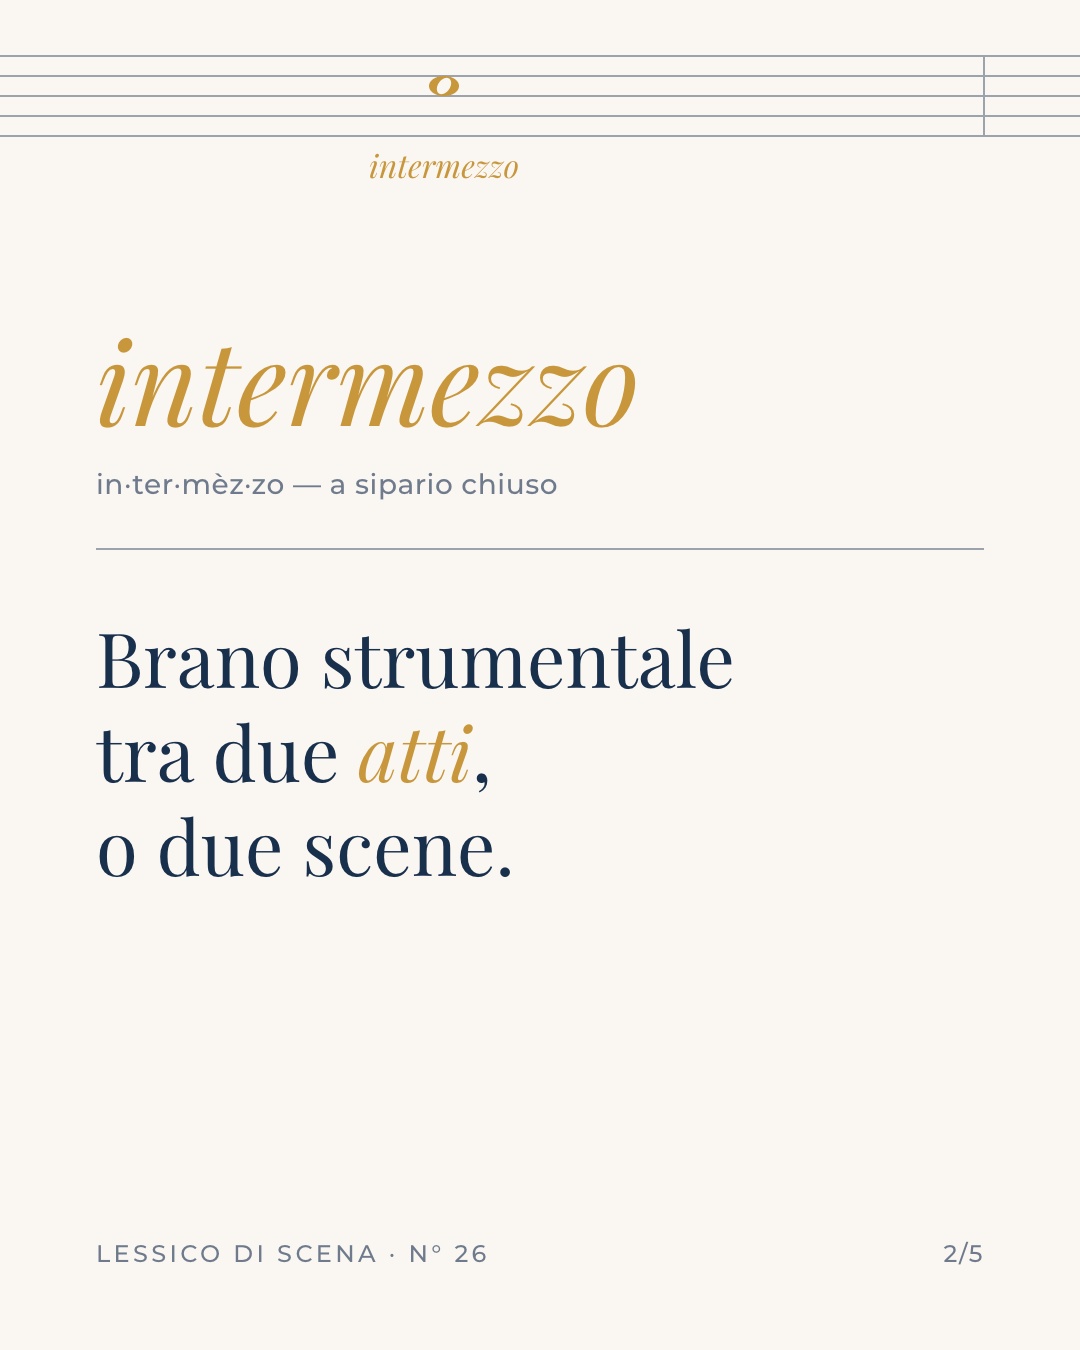 intermezzo
intermezzo
in·ter·mèz·zo — a sipario chiuso
Brano strumentale
tra due atti,
o due scene.
LESSICO DI SCENA · N° 26
2/5